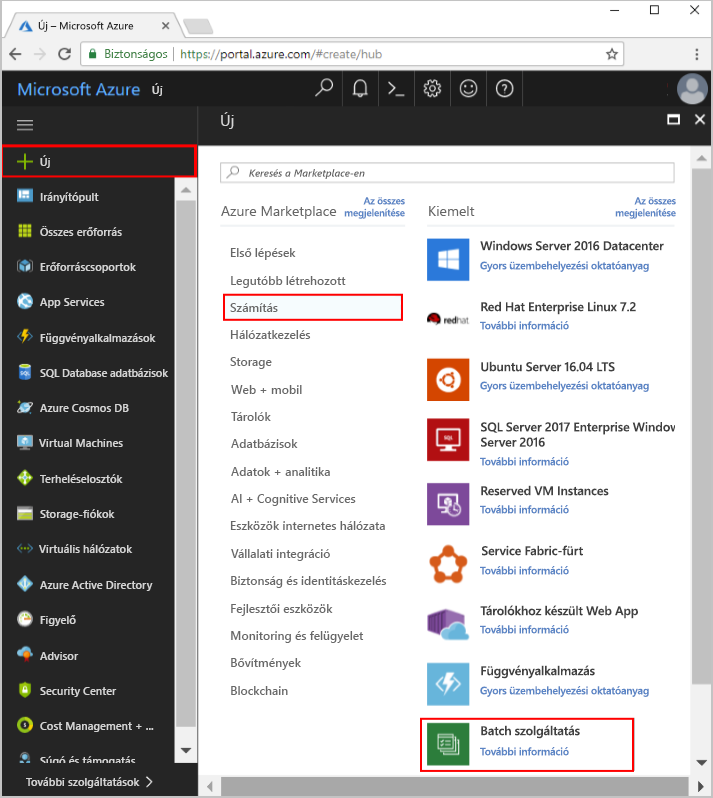 Új – Microsoft Azure
Biztonságos | https://portal.azure.com/#create/hub
Microsoft Azure Új
Új
Új
Irányítópult
Összes erőforrás
Erőforráscsoportok
App Services
Függvényalkalmazások
SQL Database adatbázisok
Azure Cosmos DB
Virtual Machines
Terheléselosztók
Storage-fiókok
Virtuális hálózatok
Azure Active Directory
Figyelő
Advisor
Security Center
Cost Management + ...
Súgó és támogatás
További szolgáltatások
Keresés a Marketplace-en
Azure Marketplace
Az összes
megjelenítése
Első lépések
Legutóbb létrehozott
Számítás
Hálózatkezelés
Storage
Web + mobil
Tárolók
Adatbázisok
Adatok + analitika
AI + Cognitive Services
Eszközök internetes hálózata
Vállalati integráció
Biztonság és identitáskezelés
Fejlesztői eszközök
Monitoring és felügyelet
Bővítmények
Blockchain
Kiemelt
Az összes
megjelenítése
Windows Server 2016 Datacenter
Gyors üzembehelyezési oktatóanyag
redhat
Red Hat Enterprise Linux 7.2
További információ
Ubuntu Server 16.04 LTS
Gyors üzembehelyezési oktatóanyag
SQL Server 2017 Enterprise Window
Server 2016
További információ
Reserved VM Instances
További információ
Service Fabric-fürt
További információ
Tárolókhoz készült Web App
További információ
Függvényalkalmazás
Gyors üzembehelyezési oktatóanyag
Batch szolgáltatás
További információ